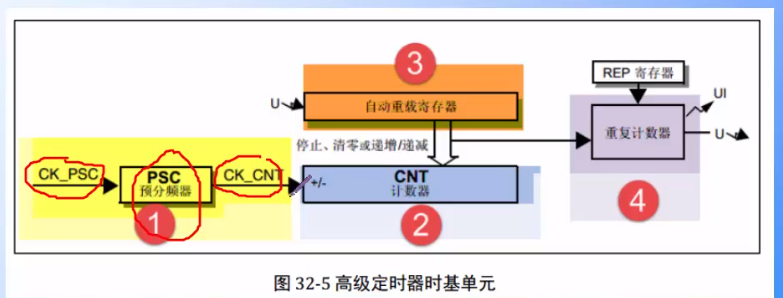 3
REP 寄存器
UI
U
自动重载寄存器
停止、清零或递增/递减
重复计数器
U
CK_PSC
PSC
预分频器
CK_CNT
+/-
CNT
计数器
1
2
4
图 32-5 高级定时器时基单元